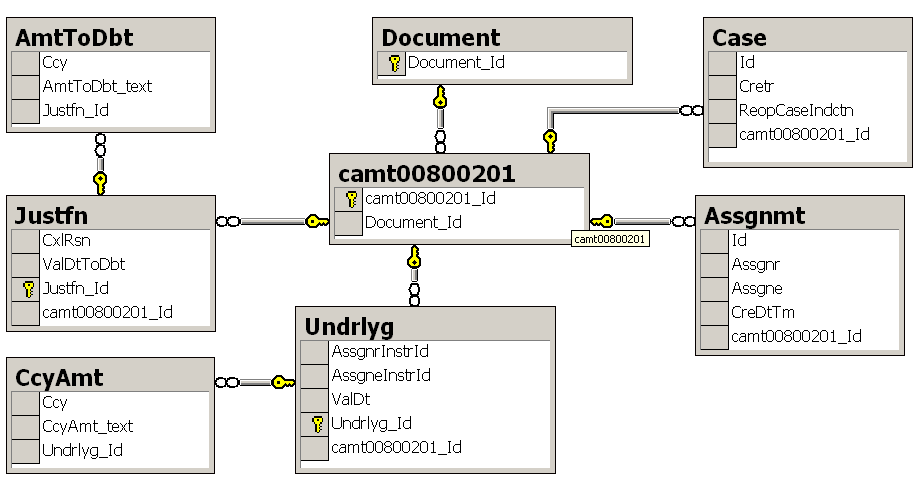 AmtToDbt
Ccy
AmtToDbt_text
Justfn_Id
Document
Document_Id
Case
Id
Cretr
ReopCaseIndctn
camt00800201_Id
camt00800201
camt00800201_Id
Document_Id
camt00800201
Justfn
CxlRsn
ValDtToDbt
Justfn_Id
camt00800201_Id
Assgnmt
Id
Assgnr
Assgne
CreDtTm
camt00800201_Id
Undrlyg
AssgnrInstrId
AssgneInstrId
ValDt
Undrlyg_Id
camt00800201_Id
CcyAmt
Ccy
CcyAmt_text
Undrlyg_Id